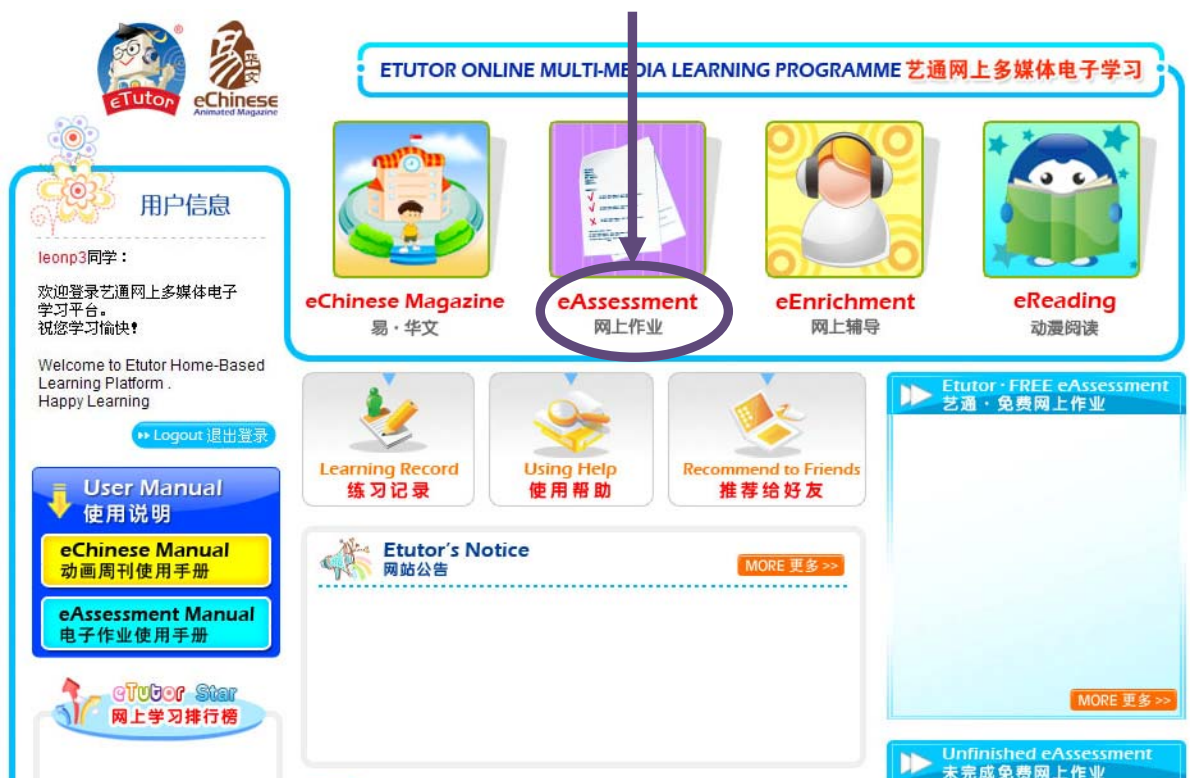 eTutor
易
华文
eChinese
Animated Magazine
ETUTOR ONLINE MULTI-MEDIA LEARNING PROGRAMME 艺通网上多媒体电子学习
用户信息
leonp3同学：
欢迎登录艺通网上多媒体电子
学习平台。
祝您学习愉快！
Welcome to Etutor Home-Based
Learning Platform .
Happy Learning
Logout 退出登录
User Manual
使用说明
eChinese Manual
动画周刊使用手册
eAssessment Manual
电子作业使用手册
eTutor Star
网上学习排行榜
eChinese Magazine
易·华文
eAssessment
网上作业
eEnrichment
网上辅导
eReading
动漫阅读
Learning Record
练习记录
Using Help
使用帮助
Recommend to Friends
推荐给好友
Etutor's Notice
网站公告
MORE 更多 >>
Etutor · FREE eAssessment
艺通 · 免费网上作业
MORE 更多 >>
Unfinished eAssessment
未完成免费网上作业